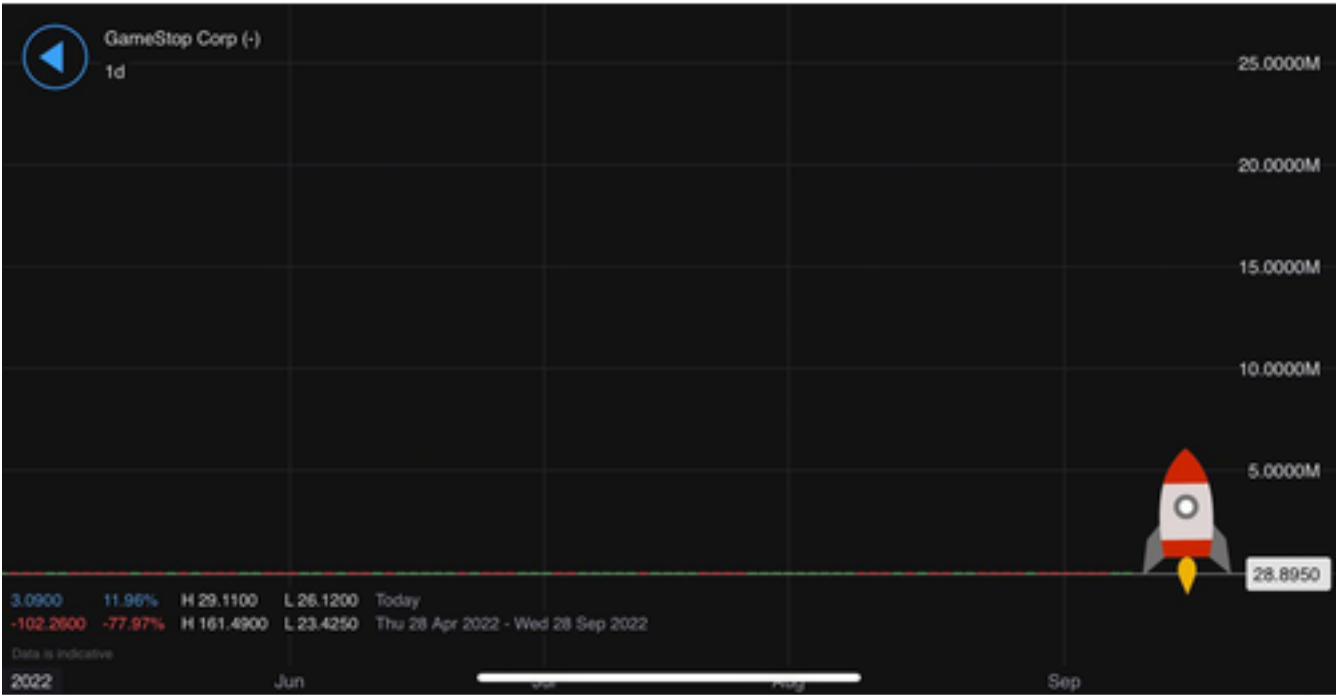 GameStop Corp (-)
1d
25.0000M
20.0000M
15.0000M
10.0000M
5.0000M
28.8950
3.0900 11.96% H 29.1100 L 26.1200 Today
-102.2600 -77.97% H 161.4900 L 23.4250 Thu 28 Apr 2022 - Wed 28 Sep 2022
Data is indicative
2022 Jun Aug Sep